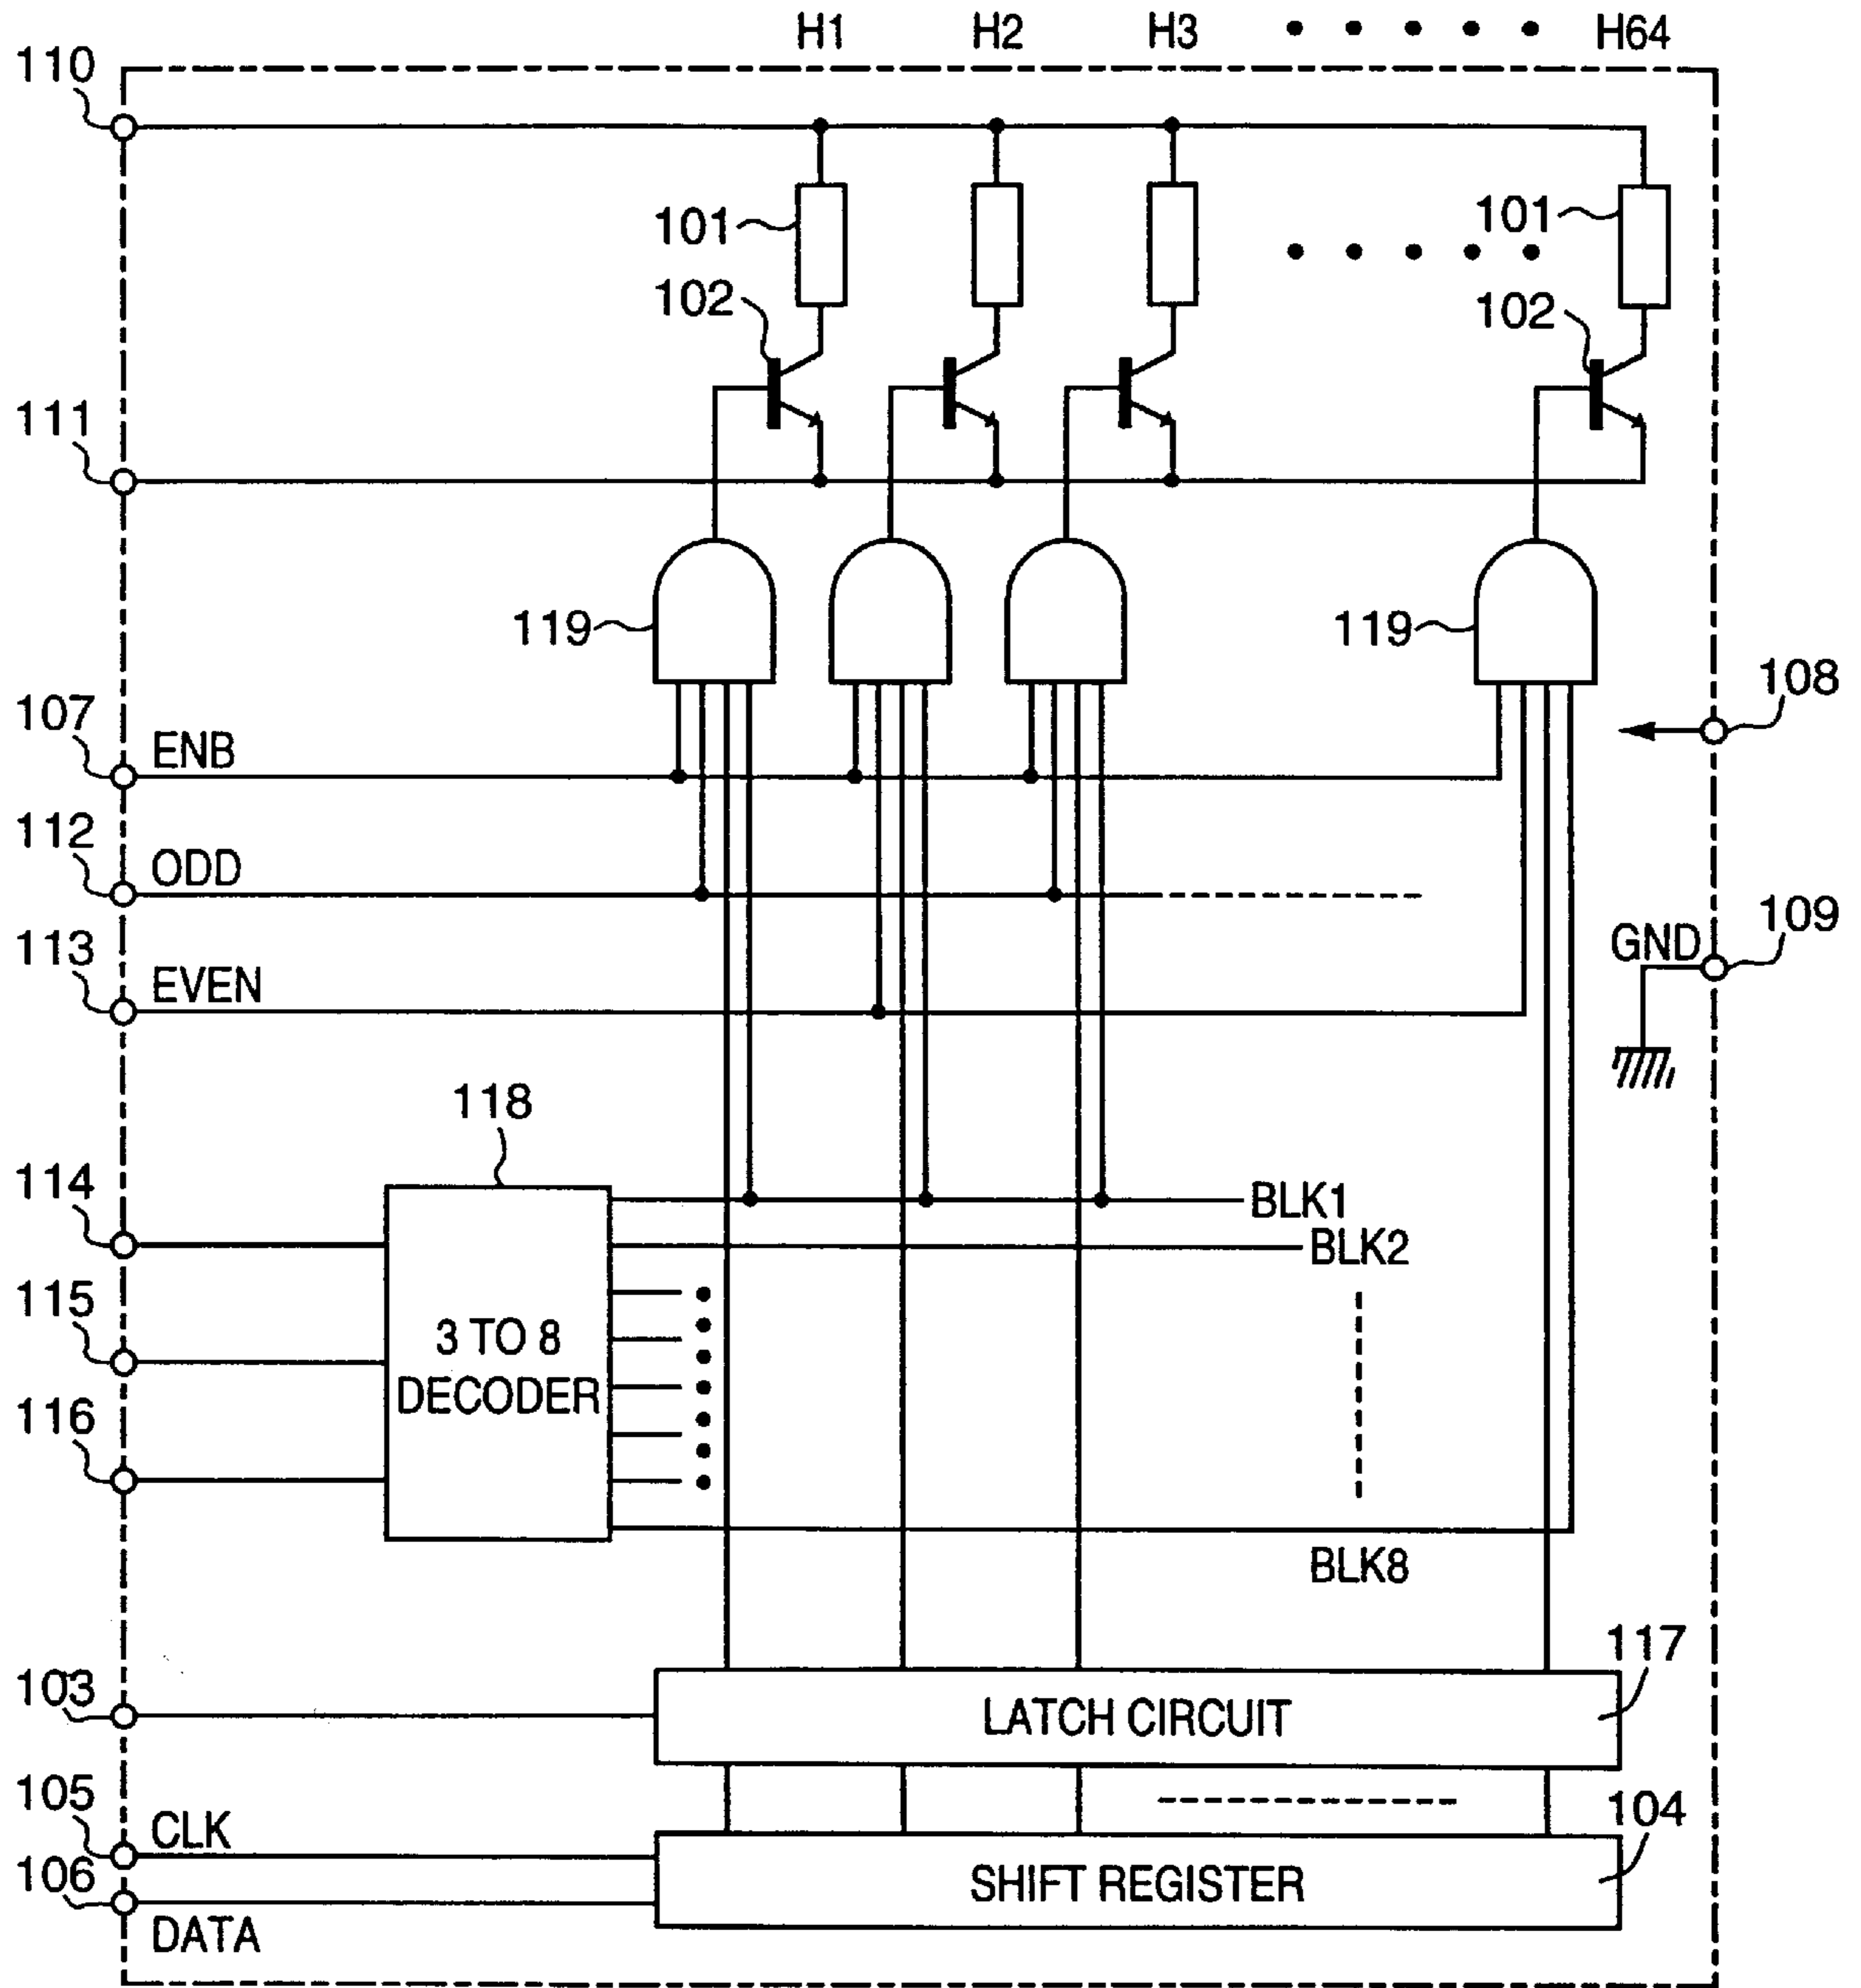 H1 H2 H3 • • • • • H64
110
101 • • • • • 101
102 102
111
119 119
108
107 ENB
112 ODD
109
GND
113 EVEN
118
114
BLK1
BLK2
115
3 TO 8
DECODER
116
BLK8
117
103
LATCH CIRCUIT
105
CLK
104
106
SHIFT REGISTER
DATA